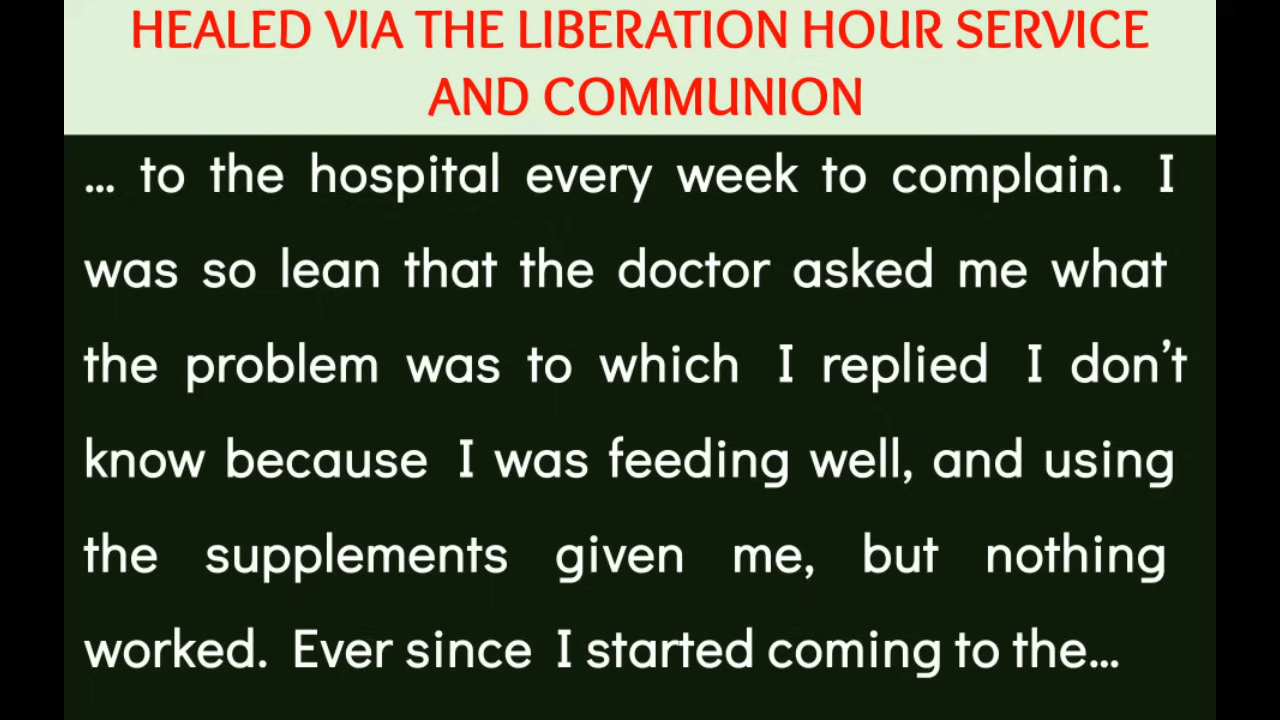 HEALED VIA THE LIBERATION HOUR SERVICE
AND COMMUNION
... to the hospital every week to complain. I
was so lean that the doctor asked me what
the problem was to which I replied I don’t
know because I was feeding well, and using
the supplements given me, but nothing
worked. Ever since I started coming to the...